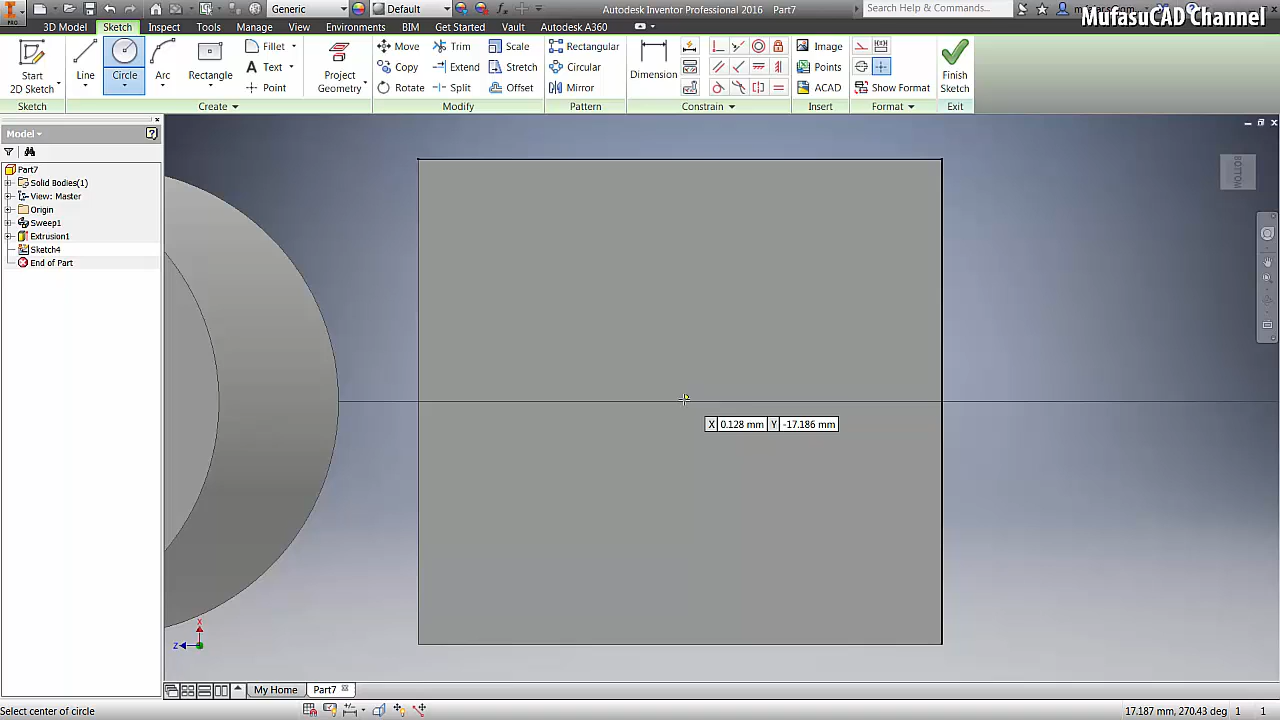 Generic
Default
Autodesk Inventor Professional 2016 Part7
Search Help & Commands...
MufasuCAD Channel
PRO
3D Model Sketch Inspect Tools Manage View Environments BIM Get Started Vault Autodesk A360
Start
2D Sketch
Line
Circle
Arc
Rectangle
Fillet
Text
Point
Project
Geometry
Move Trim Scale
Copy Extend Stretch
Rotate Split Offset
Rectangular
Circular
Mirror
Dimension
Image
Points
ACAD
Show Format
Finish
Sketch
Sketch Create Modify Pattern Constrain Insert Format Exit
Model
Part7
Solid Bodies(1)
View: Master
Origin
Sweep1
Extrusion1
Sketch4
End of Part
BOTTOM
X 0.128 mm Y -17.186 mm
X
Z
My Home Part7
Select center of circle
17.187 mm, 270.43 deg 1 1